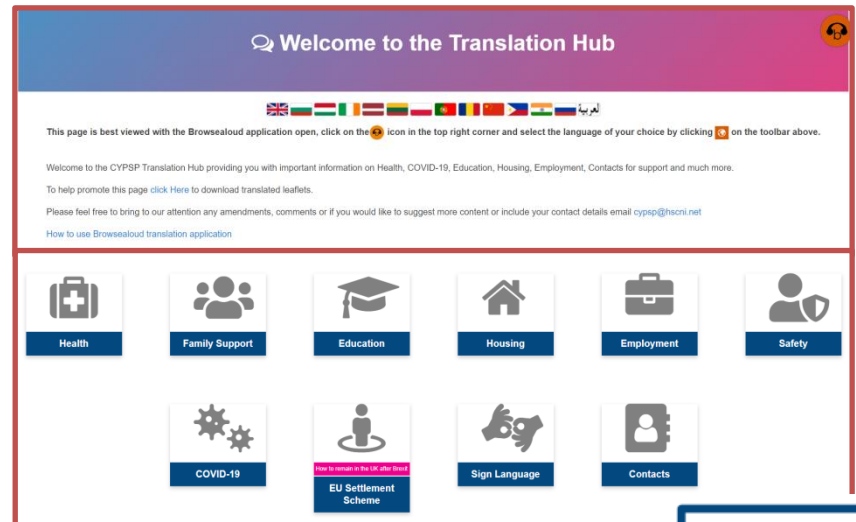 Welcome to the Translation Hub
العربية
This page is best viewed with the Browsealoud application open, click on the icon in the top right corner and select the language of your choice by clicking on the toolbar above.
Welcome to the CYPSP Translation Hub providing you with important information on Health, COVID-19, Education, Housing, Employment, Contacts for support and much more.
To help promote this page click Here to download translated leaflets.
Please feel free to bring to our attention any amendments, comments or if you would like to suggest more content or include your contact details email cypsp@hscni.net
How to use Browsealoud translation application
Health
Family Support
Education
Housing
Employment
Safety
COVID-19
How to remain in the UK after Brexit
EU Settlement
Scheme
Sign Language
Contacts